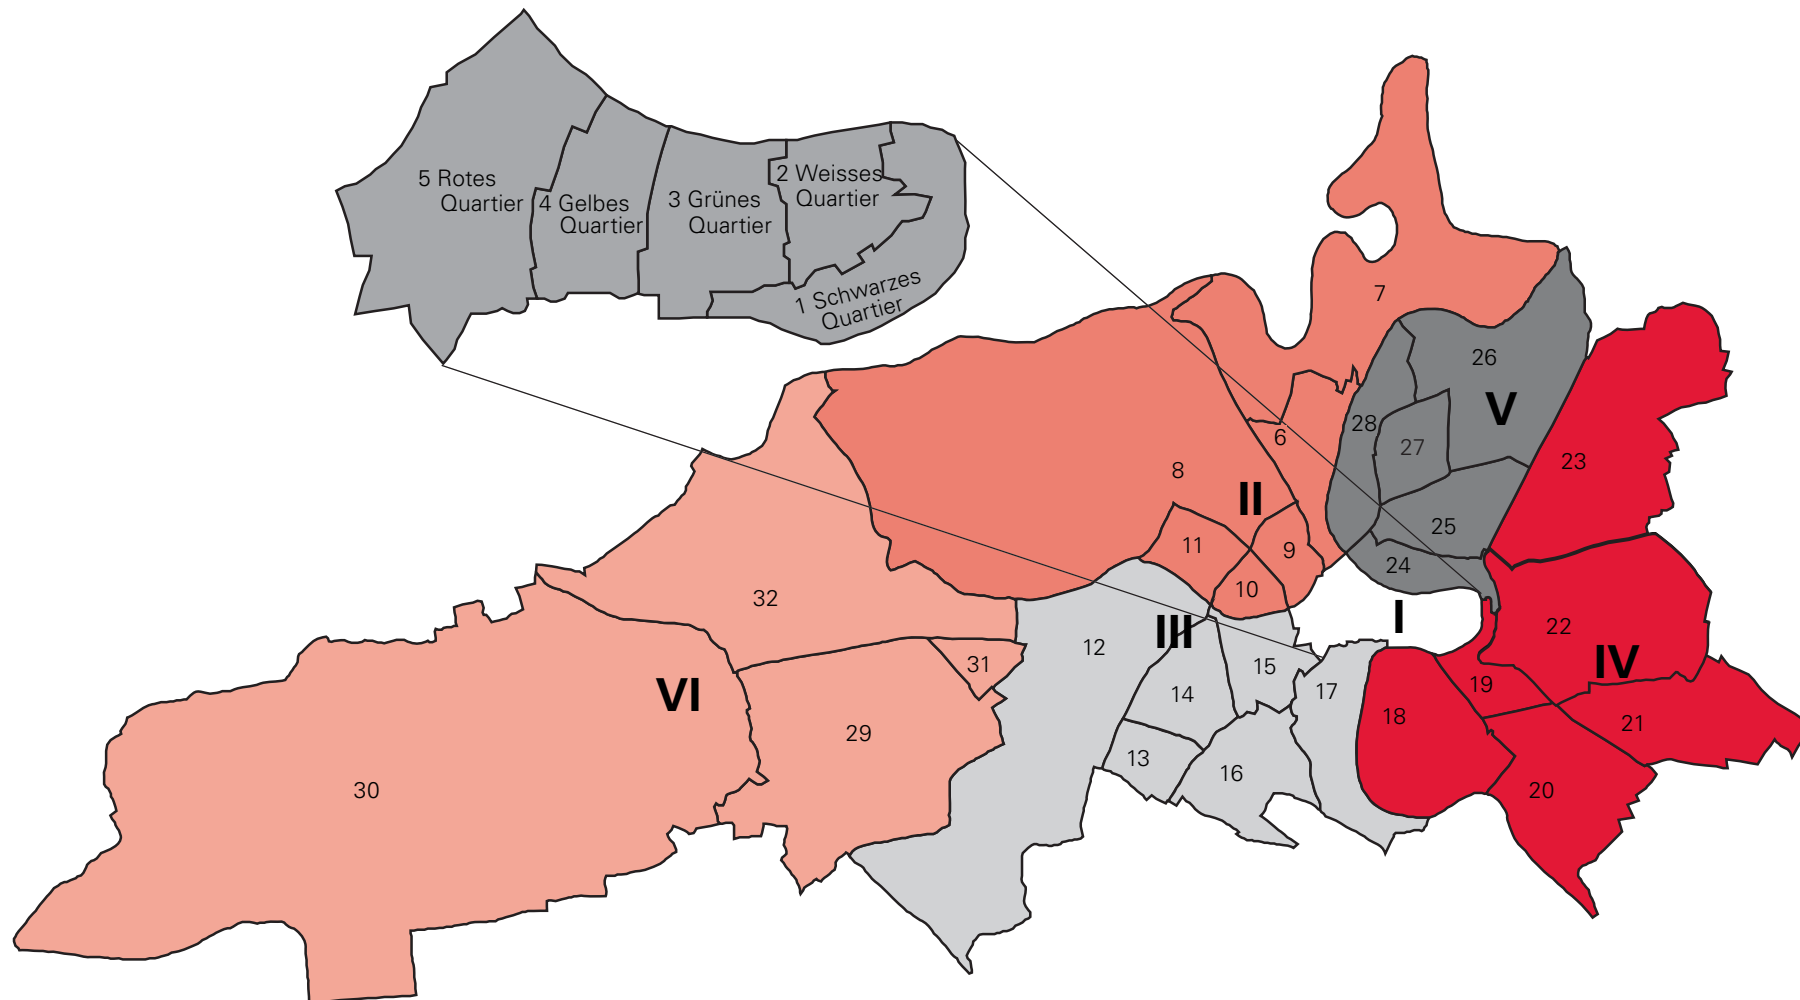 5 Rotes
Quartier
4 Gelbes
Quartier
3 Grünes
Quartier
2 Weisses
Quartier
1 Schwarzes
Quartier
7
26
V
28
27
23
6
8
II
25
11
9
24
10
I
32
12
III
15
22
IV
31
14
17
19
VI
18
21
29
13
16
20
30